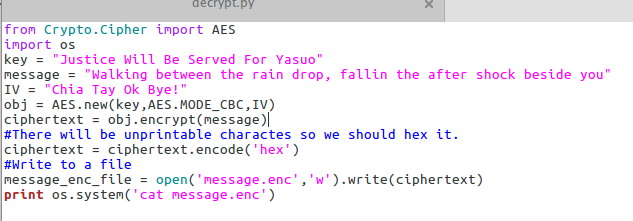 decrypt.py ×
from Crypto.Cipher import AES
import os
key = "Justice Will Be Served For Yasuo"
message = "Walking between the rain drop, fallin the after shock beside you"
IV = "Chia Tay Ok Bye!"
obj = AES.new(key,AES.MODE_CBC,IV)
ciphertext = obj.encrypt(message)
#There will be unprintable charactes so we should hex it.
ciphertext = ciphertext.encode('hex')
#Write to a file
message_enc_file = open('message.enc','w').write(ciphertext)
print os.system('cat message.enc')